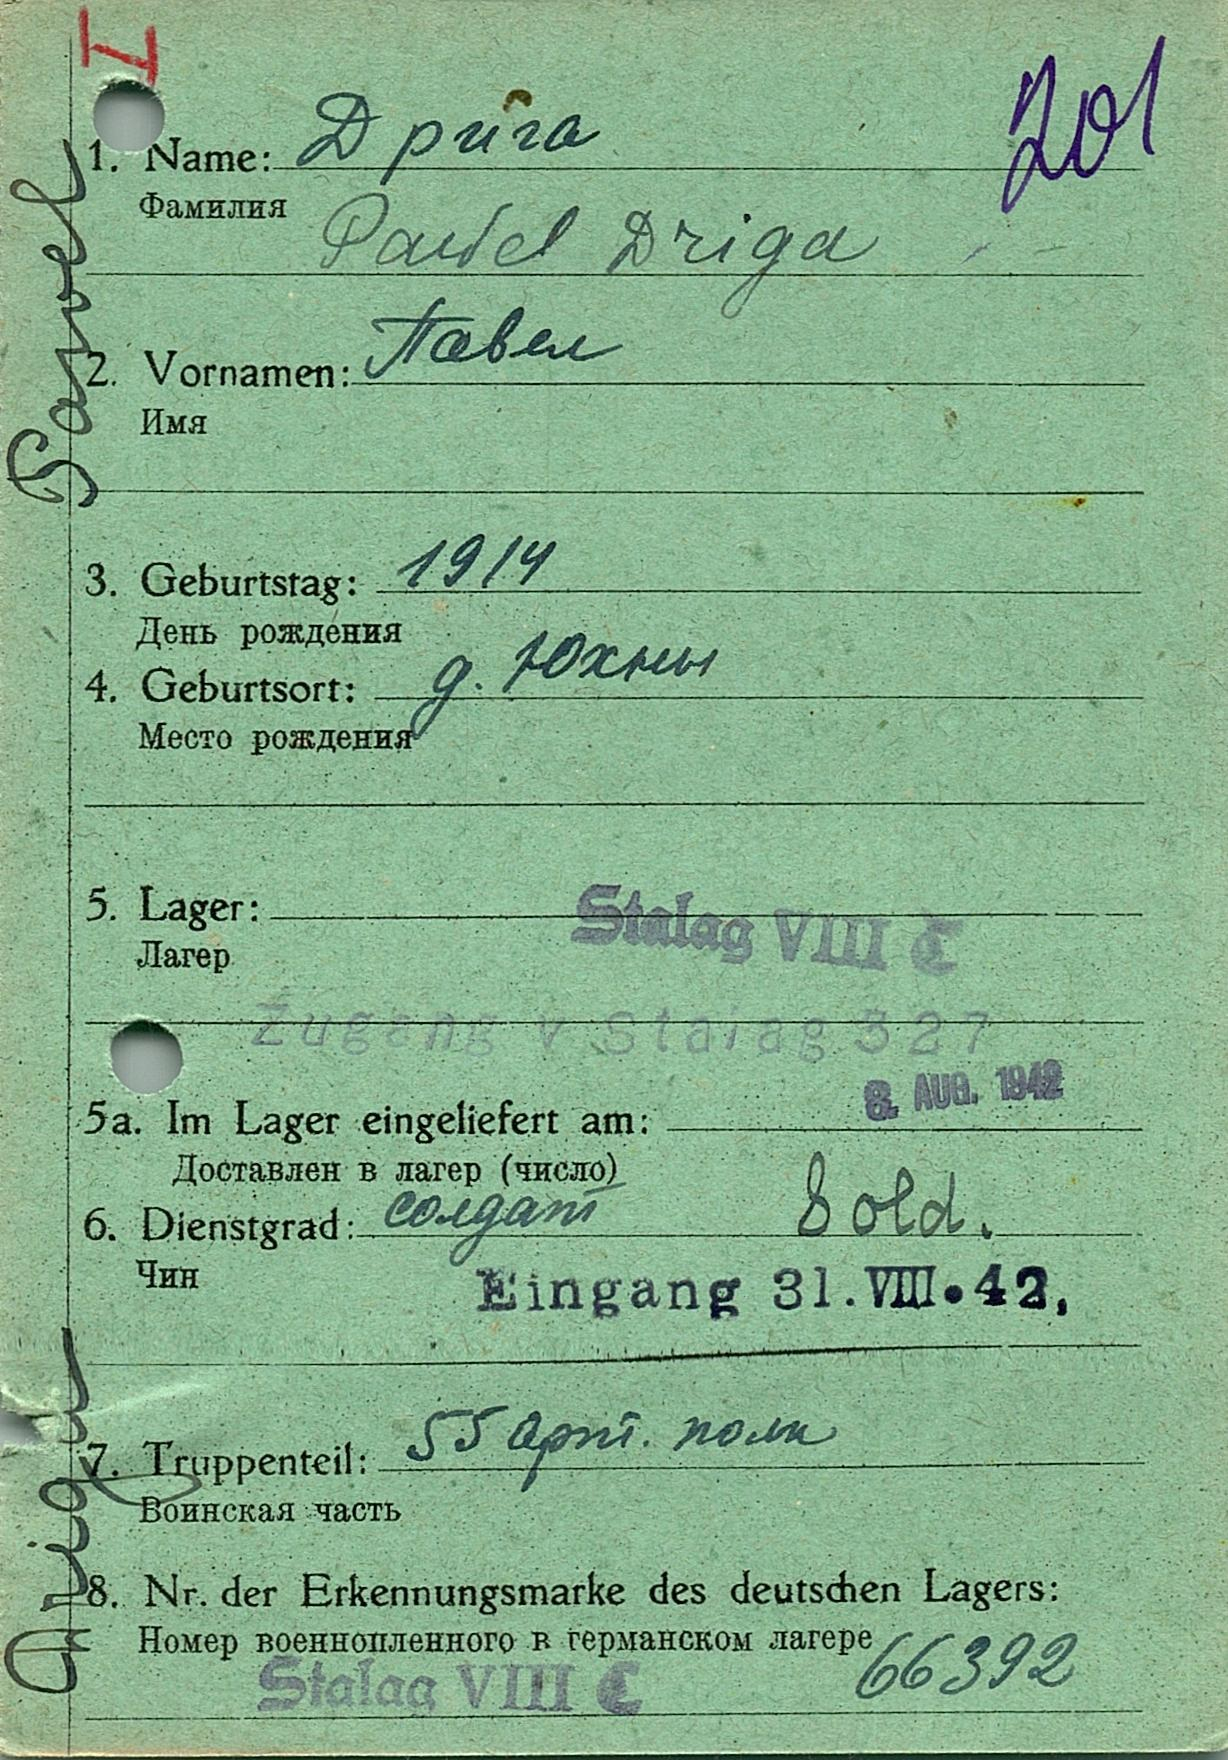 I
201
1. Name: Дрига
Фамилия
Pawel Driga
2. Vornamen: Павел
Имя
3. Geburtstag: 1914
День рождения
4. Geburtsort: д. Юхны
Место рождения
5. Lager: Stalag VIII C
Лагер
Zugang v Stalag 327
8. AUG. 1942
5a. Im Lager eingeliefert am:
Доставлен в лагер (число)
6. Dienstgrad: солдат Sold.
Чин
Eingang 31.VIII.42.
7. Truppenteil: 55 арт. полк
Воинская часть
8. Nr. der Erkennungsmarke des deutschen Lagers:
Номер военнопленного в германском лагере 66392
Stalag VIII C
Driga Pawel